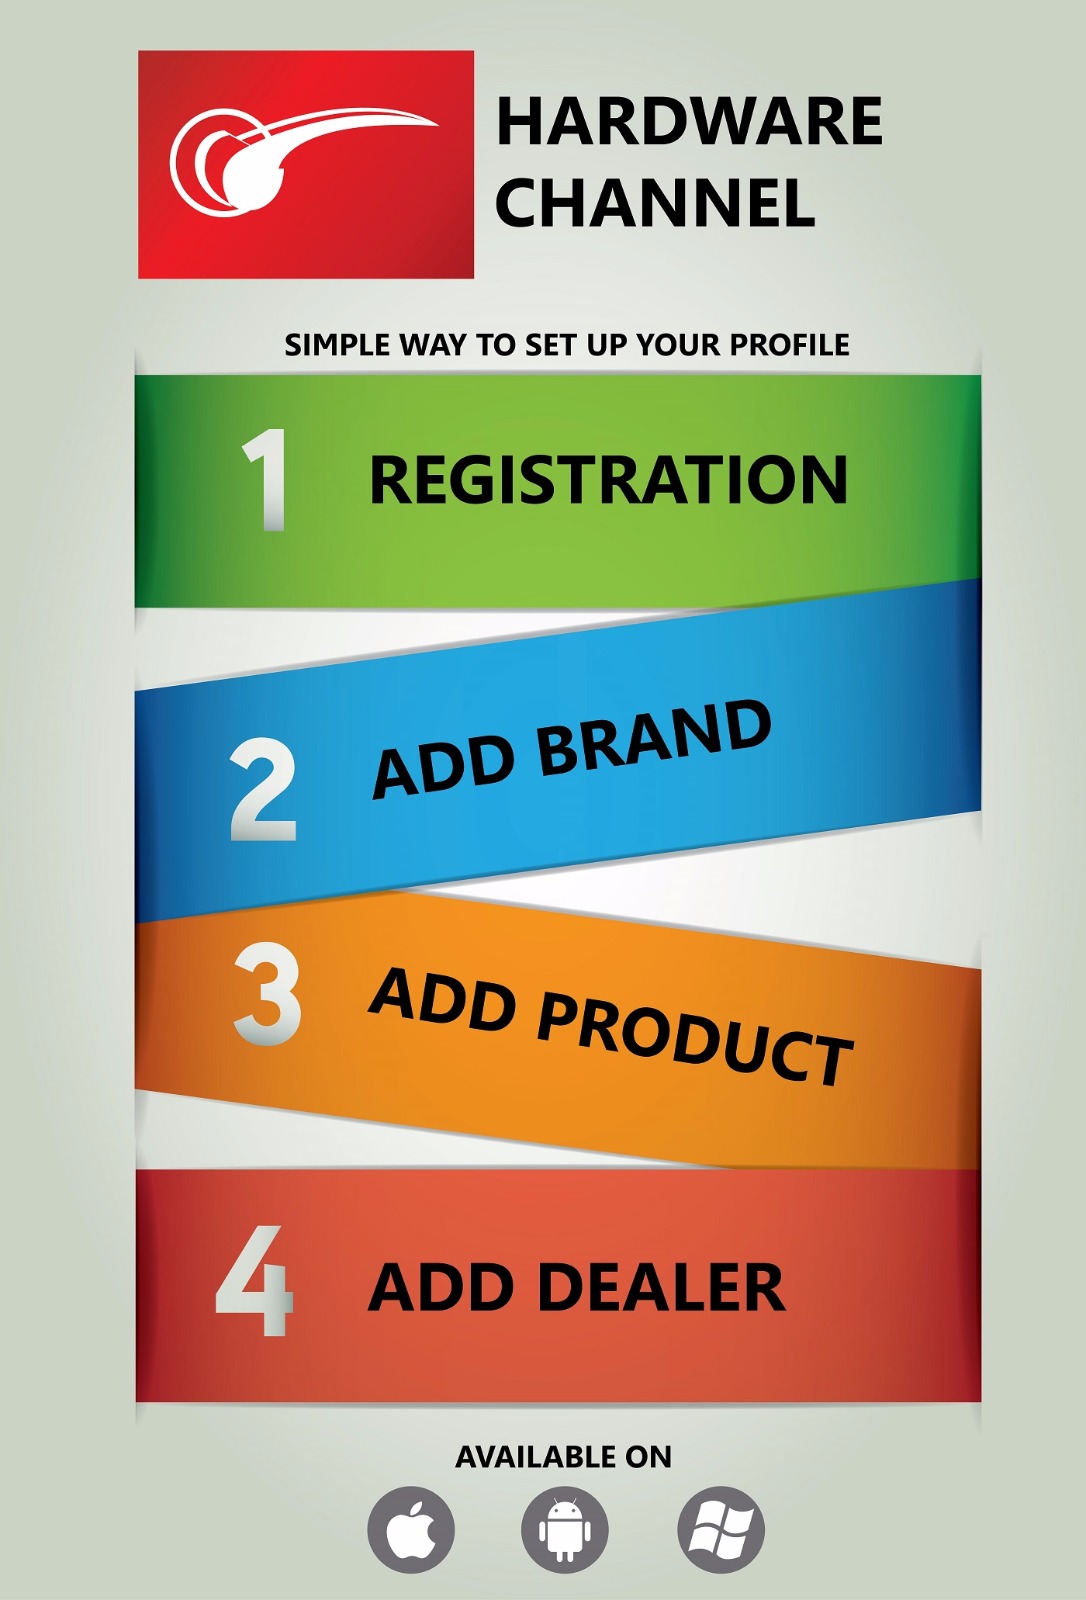 HARDWARE
CHANNEL
SIMPLE WAY TO SET UP YOUR PROFILE
1 REGISTRATION
2 ADD BRAND
3 ADD PRODUCT
4 ADD DEALER
AVAILABLE ON